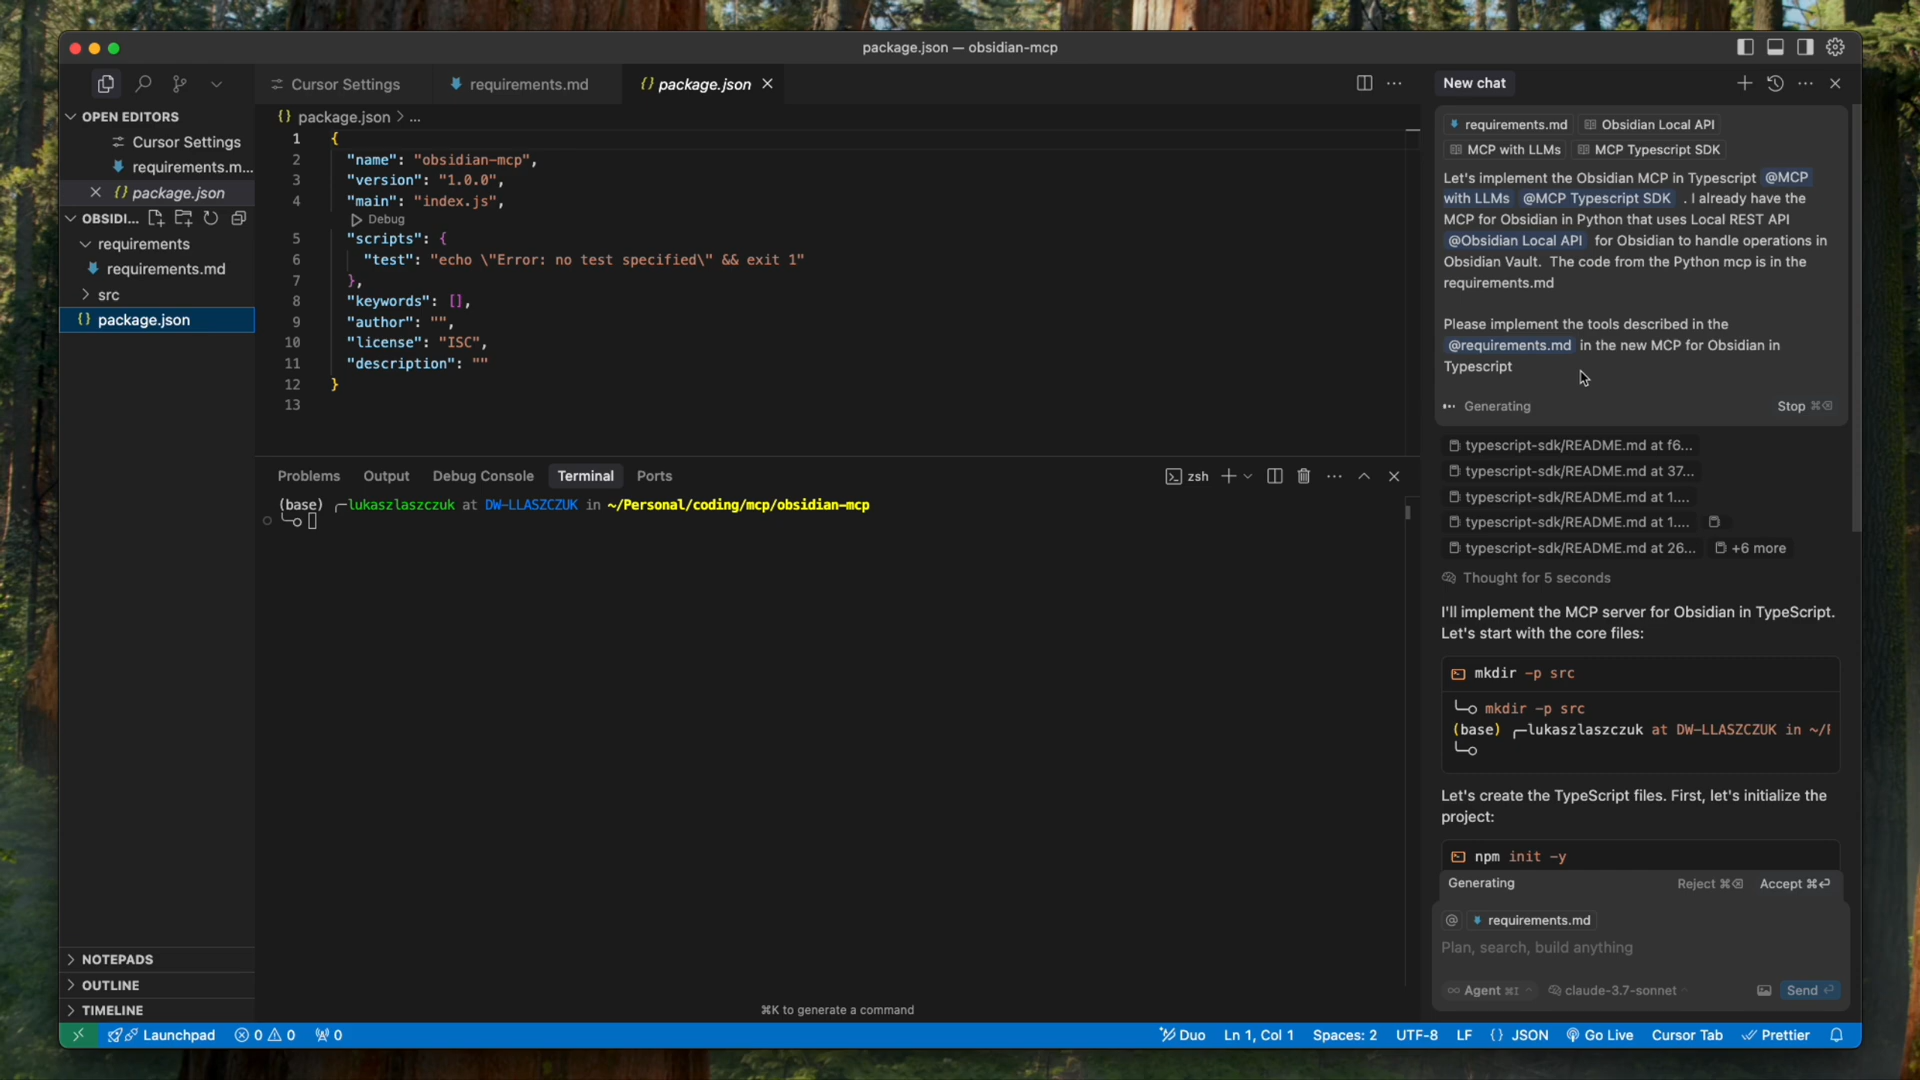 package.json — obsidian-mcp
OPEN EDITORS
Cursor Settings
requirements.m...
package.json
OBSIDI...
requirements
requirements.md
src
package.json
NOTEPADS
OUTLINE
TIMELINE
Cursor Settings
requirements.md
package.json
package.json > ...
1 {
2 "name": "obsidian-mcp",
3 "version": "1.0.0",
4 "main": "index.js",
Debug
5 "scripts": {
6 "test": "echo \"Error: no test specified\" && exit 1"
7 },
8 "keywords": [],
9 "author": "",
10 "license": "ISC",
11 "description": ""
12 }
13
Problems Output Debug Console Terminal Ports
zsh
(base) ╭─lukaszlaszczuk at DW-LLASZCZUK in ~/Personal/coding/mcp/obsidian-mcp
⌘K to generate a command
New chat
requirements.md Obsidian Local API
MCP with LLMs MCP Typescript SDK
Let's implement the Obsidian MCP in Typescript @MCP
with LLMs @MCP Typescript SDK . I already have the
MCP for Obsidian in Python that uses Local REST API
@Obsidian Local API for Obsidian to handle operations in
Obsidian Vault. The code from the Python mcp is in the
requirements.md
Please implement the tools described in the
@requirements.md in the new MCP for Obsidian in
Typescript
Generating Stop ⌘⌫
typescript-sdk/README.md at f6...
typescript-sdk/README.md at 37...
typescript-sdk/README.md at 1....
typescript-sdk/README.md at 1....
typescript-sdk/README.md at 26... +6 more
Thought for 5 seconds
I'll implement the MCP server for Obsidian in TypeScript.
Let's start with the core files:
mkdir -p src
mkdir -p src
(base) ╭─lukaszlaszczuk at DW-LLASZCZUK in ~/
Let's create the TypeScript files. First, let's initialize the
project:
npm init -y
Generating Reject ⌘⌫ Accept ⌘⏎
@ requirements.md
Plan, search, build anything
∞ Agent ⌘I claude-3.7-sonnet Send ⏎
Launchpad 0 0 0 Duo Ln 1, Col 1 Spaces: 2 UTF-8 LF {} JSON Go Live Cursor Tab Prettier